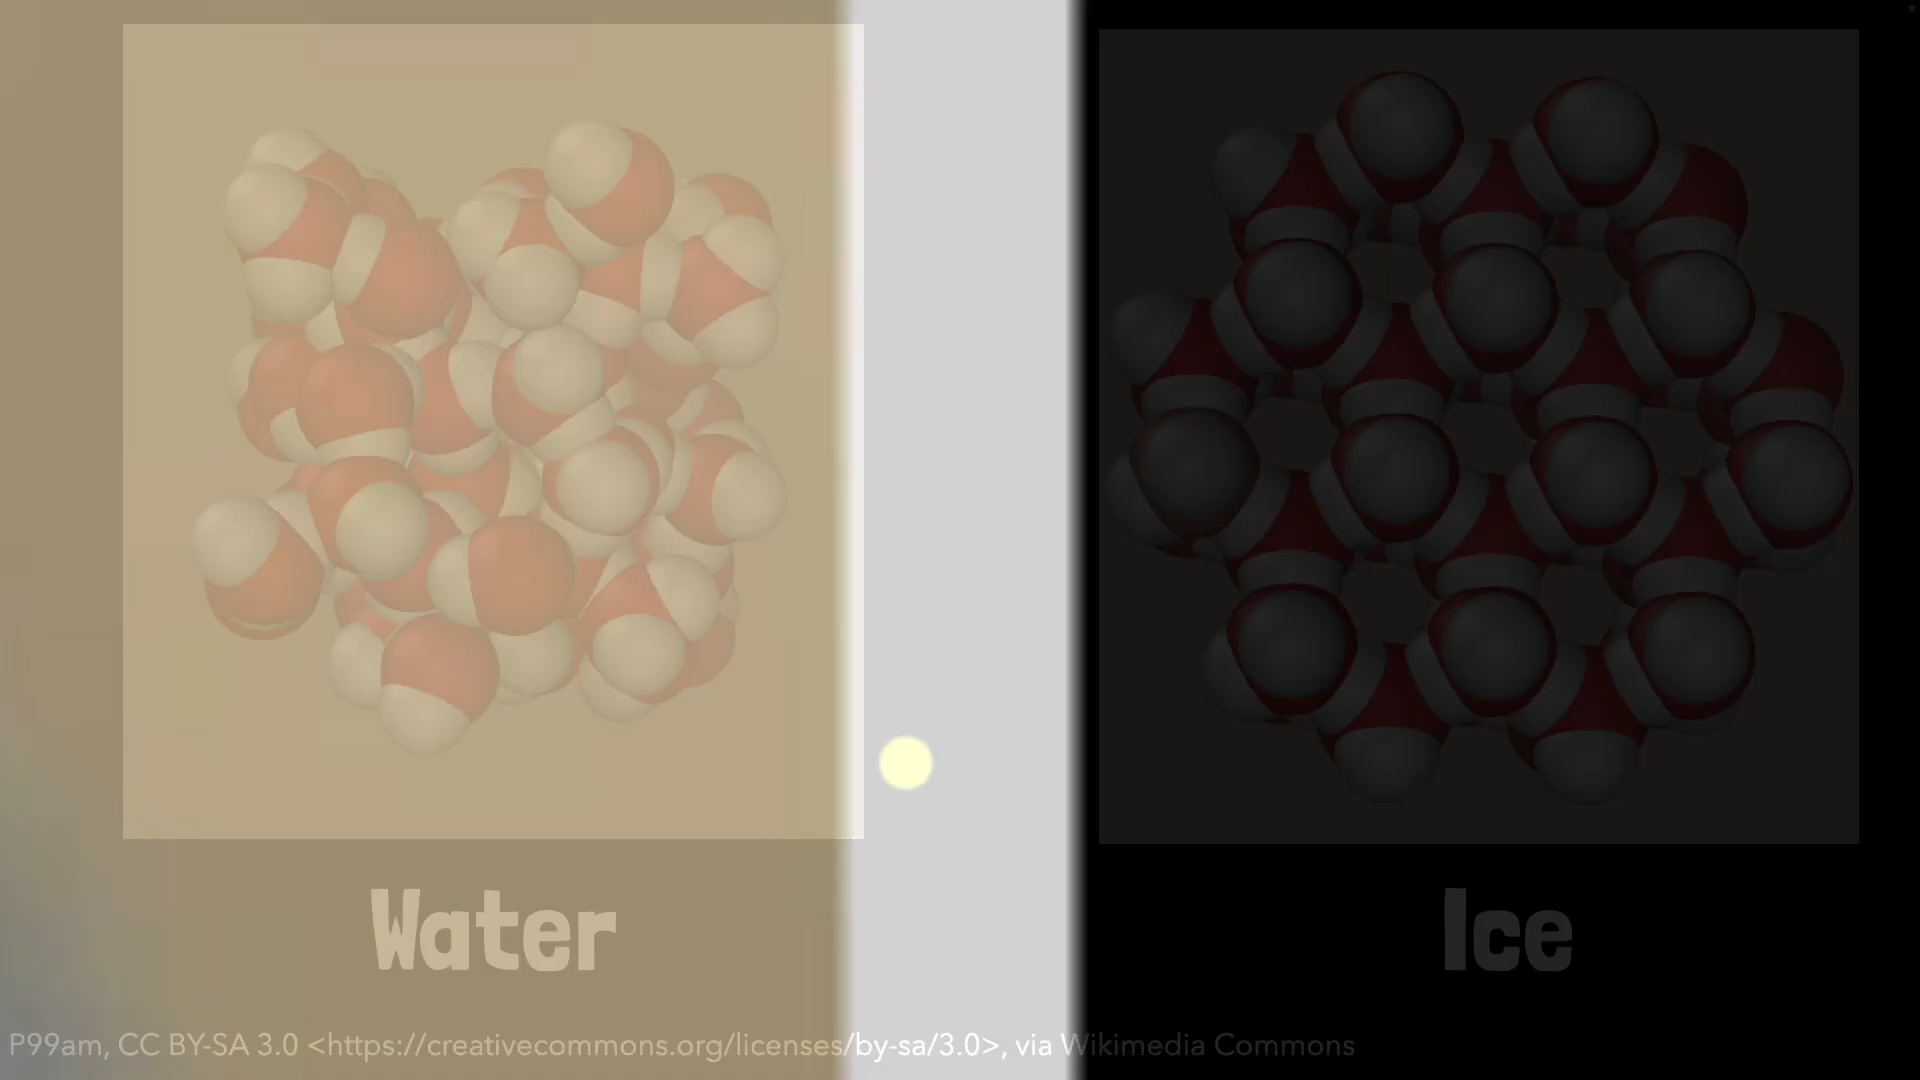 Water
Ice
P99am, CC BY-SA 3.0 <https://creativecommons.org/licenses/by-sa/3.0>, via Wikimedia Commons